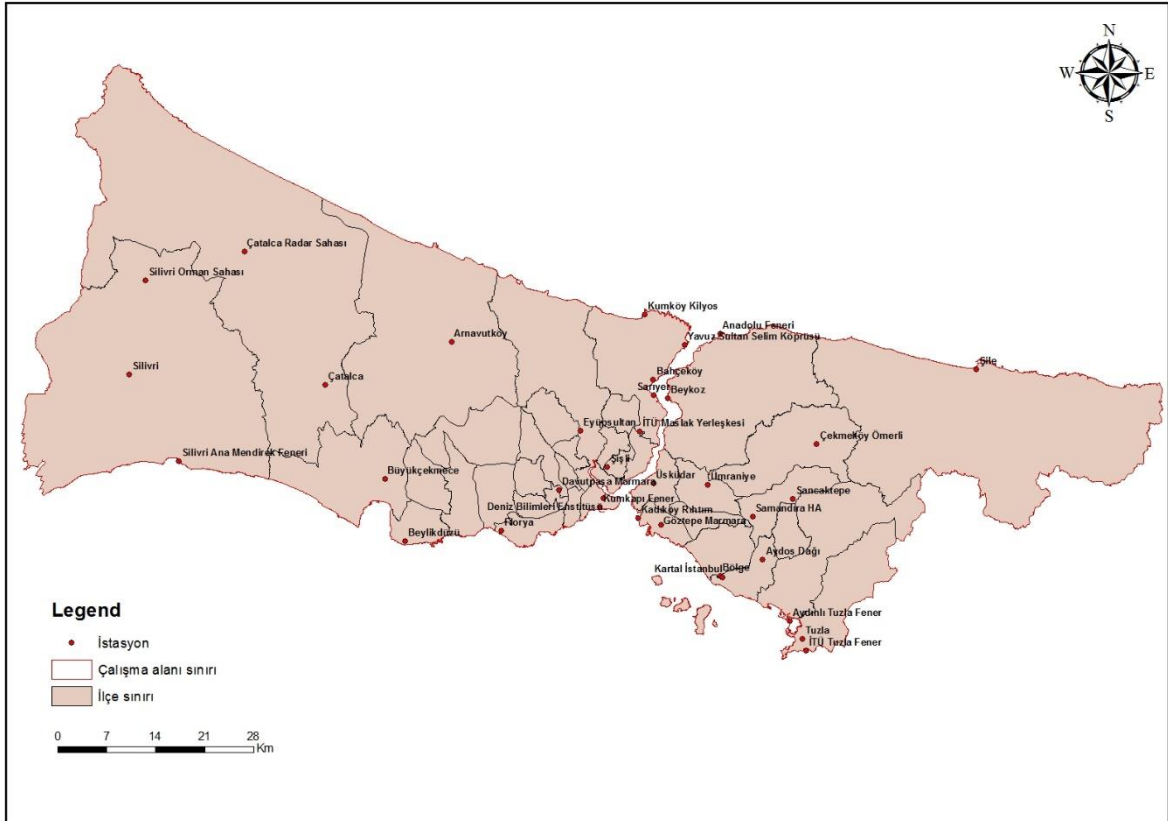 N
W
E
S
Çatalca Radar Sahası
Silivri Orman Sahası
Kumköy Kilyos
Anadolu Feneri
Yavuz Sultan Selim Köprüsü
Arnavutköy
Şile
Silivri
Çatalca
Bahçeköy
Sarıyer
Beykoz
Eyüpsultan
İTÜ Maslak Yerleşkesi
Çekmeköy Ömerli
Silivri Ana Mendirek Feneri
Şişli
Büyükçekmece
Üsküdar
Ümraniye
Davutpaşa Marmara
Sancaktepe
Kumkapı Fener
Deniz Bilimleri Enstitüsü
Kadıköy Rıhtım
Samandıra HA
Göztepe Marmara
Florya
Beylikdüzü
Aydos Dağı
Kartal İstanbul
Bölge
Aydınlı Tuzla Fener
Tuzla
İTÜ Tuzla Fener
Legend
İstasyon
Çalışma alanı sınırı
İlçe sınırı
0 7 14 21 28
Km